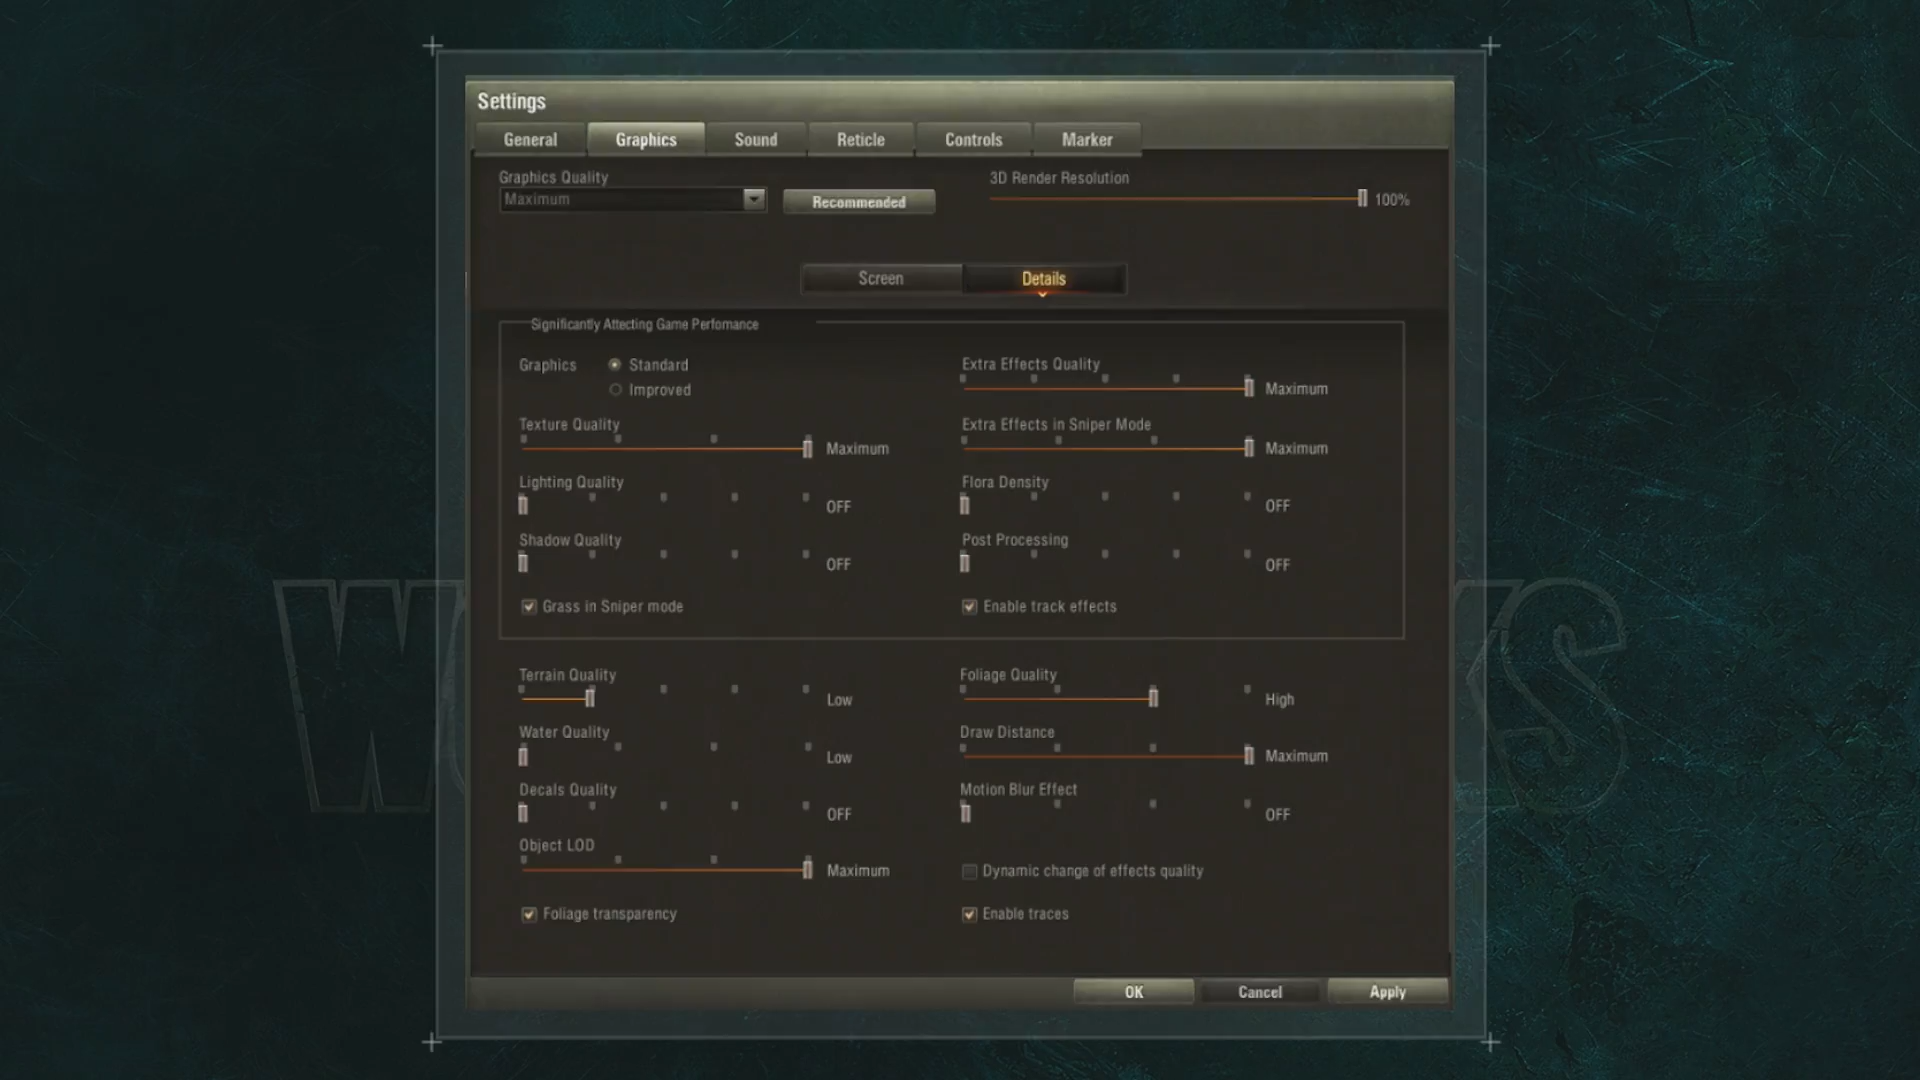 Settings
General Graphics Sound Reticle Controls Marker
Graphics Quality
Maximum
Recommended
3D Render Resolution
100%
Screen Details
Significantly Attecting Game Perfomance
Graphics Standard
Improved
Extra Effects Quality
Maximum
Texture Quality
Maximum
Extra Effects in Sniper Mode
Maximum
Lighting Quality
OFF
Flora Density
OFF
Shadow Quality
OFF
Post Processing
OFF
Grass in Sniper mode
Enable track effects
Terrain Quality
Low
Foliage Quality
High
Water Quality
Low
Draw Distance
Maximum
Decals Quality
OFF
Motion Blur Effect
OFF
Object LOD
Maximum
Dynamic change of effects quality
Foliage transparency
Enable traces
OK Cancel Apply